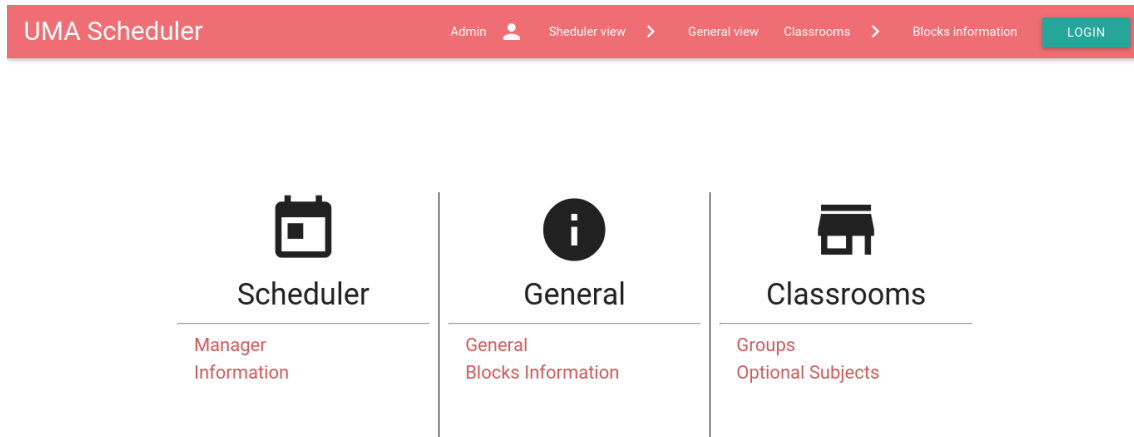 UMA Scheduler
Admin Sheduler view General view Classrooms Blocks information LOGIN
Scheduler
Manager
Information
General
General
Blocks Information
Classrooms
Groups
Optional Subjects